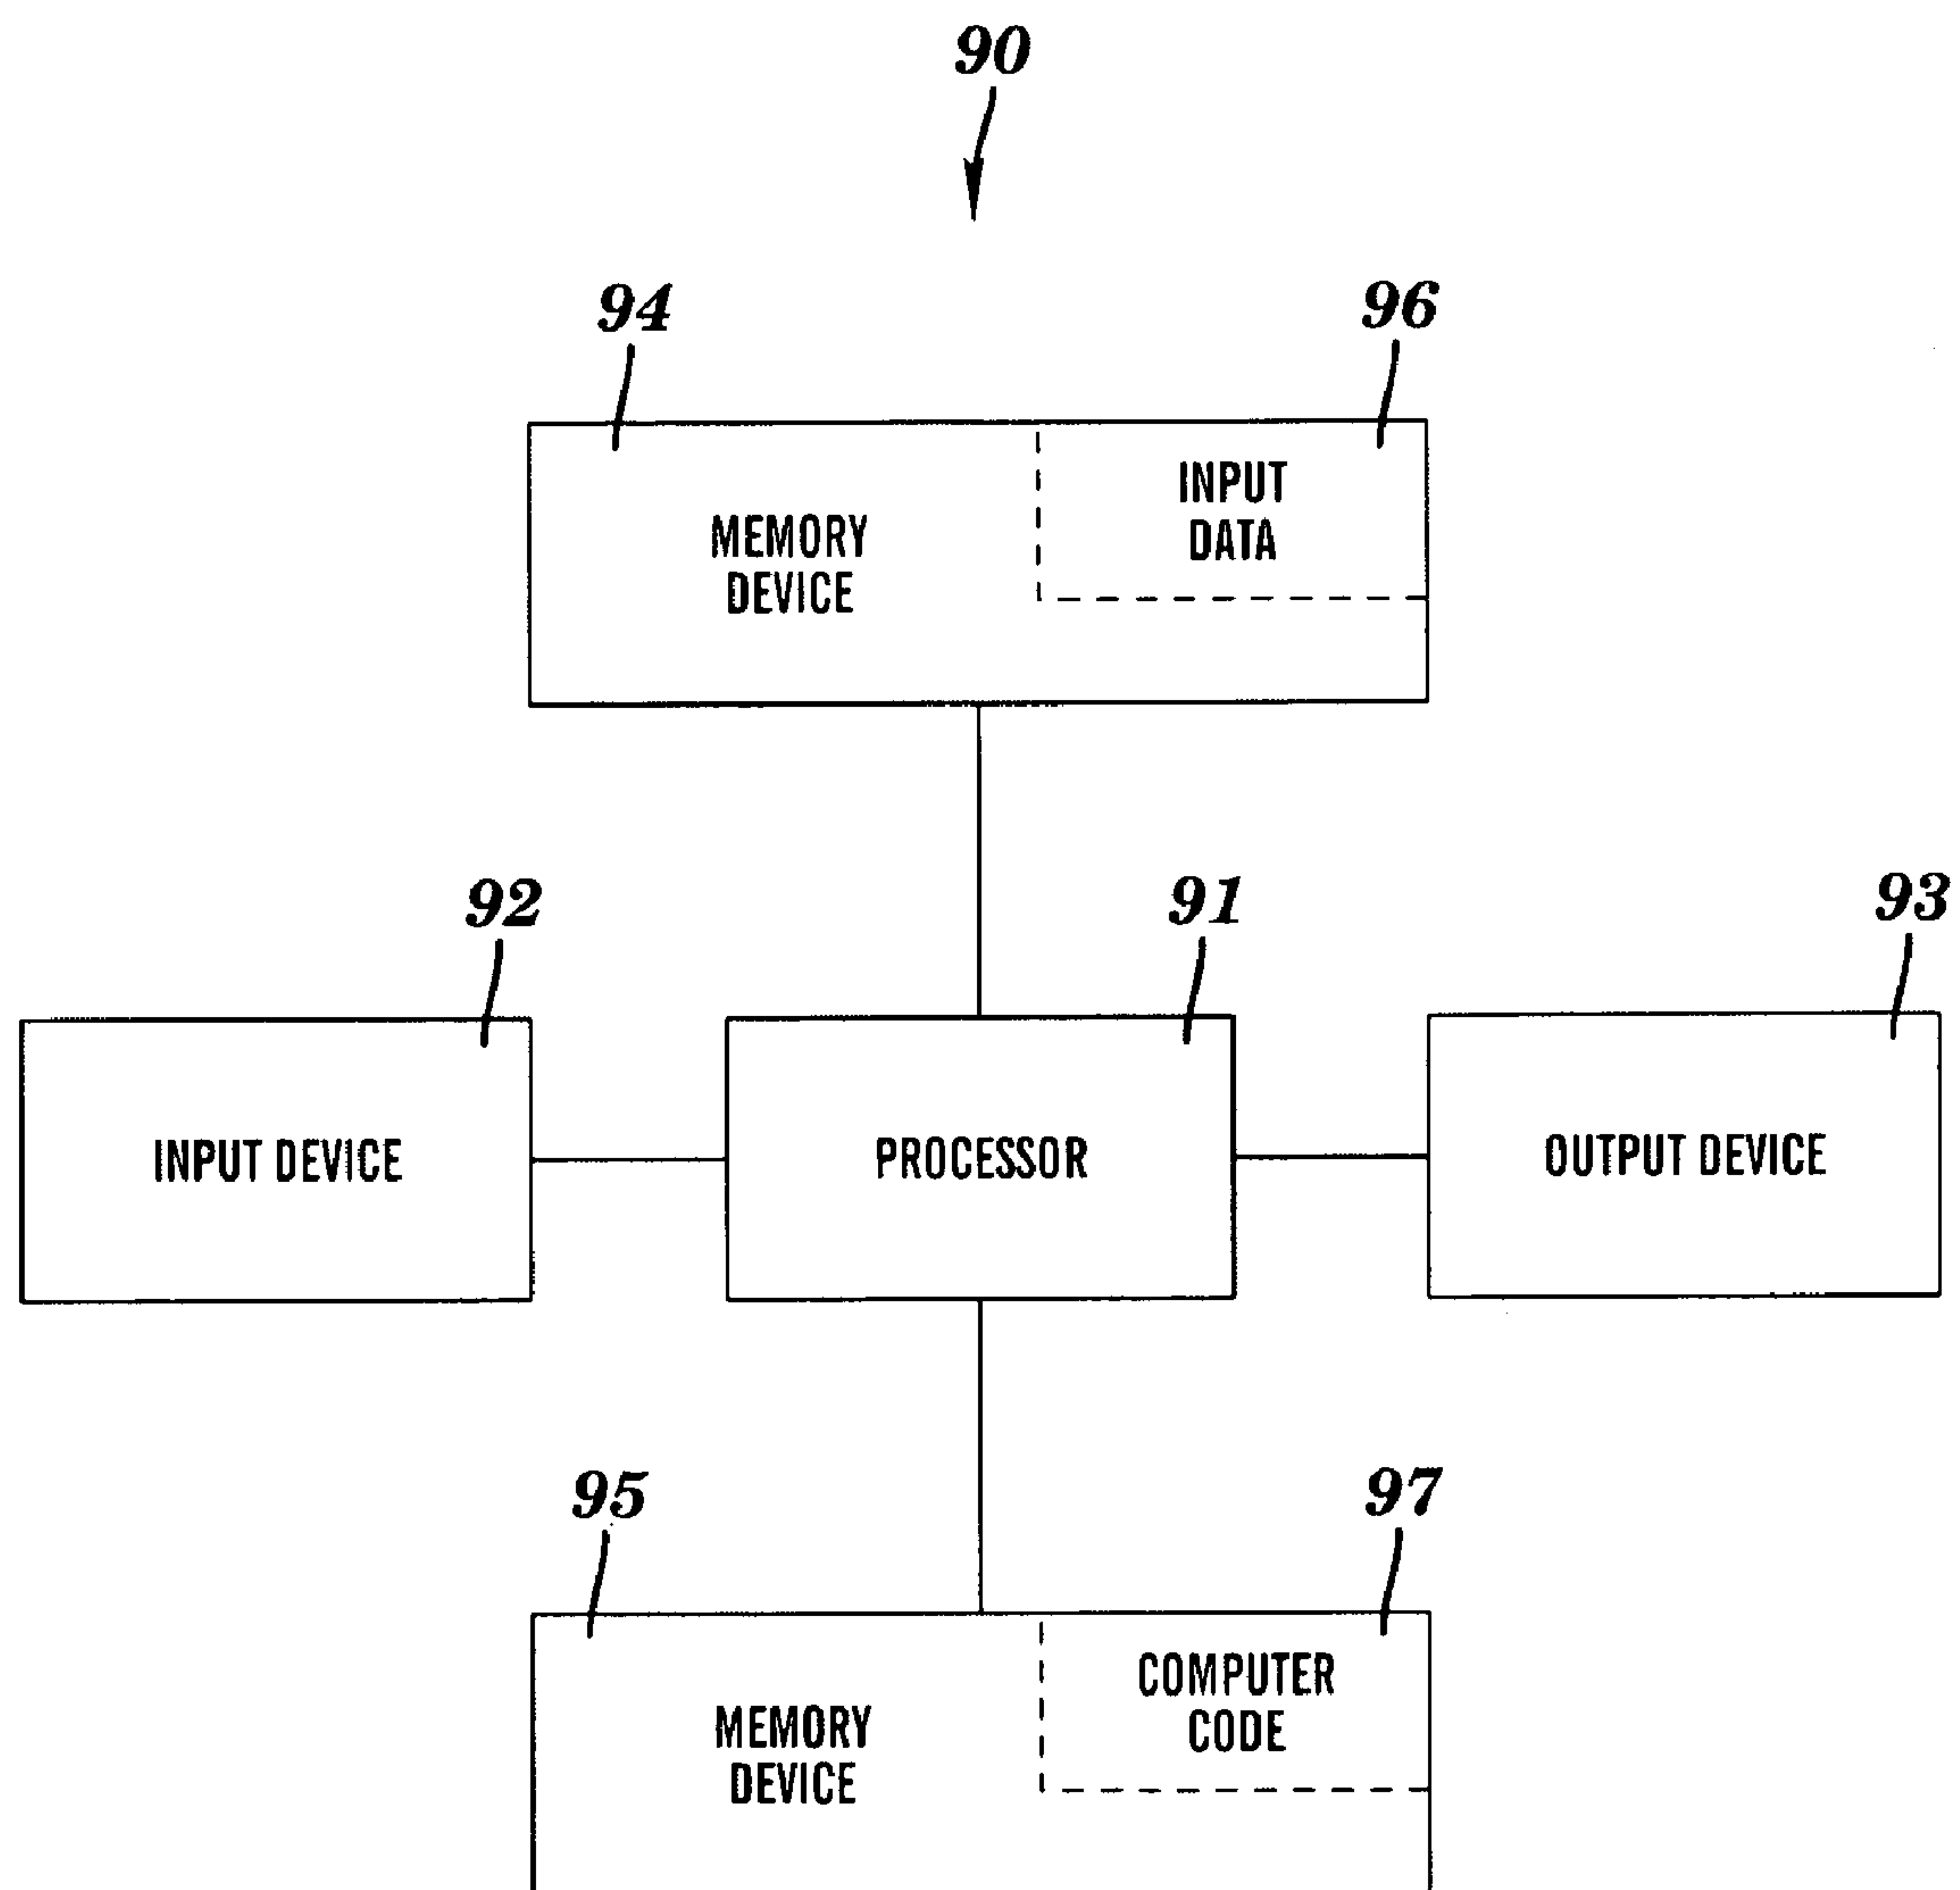 90
94
96
INPUT
DATA
MEMORY
DEVICE
92
91
93
INPUT DEVICE
PROCESSOR
OUTPUT DEVICE
95
97
COMPUTER
CODE
MEMORY
DEVICE